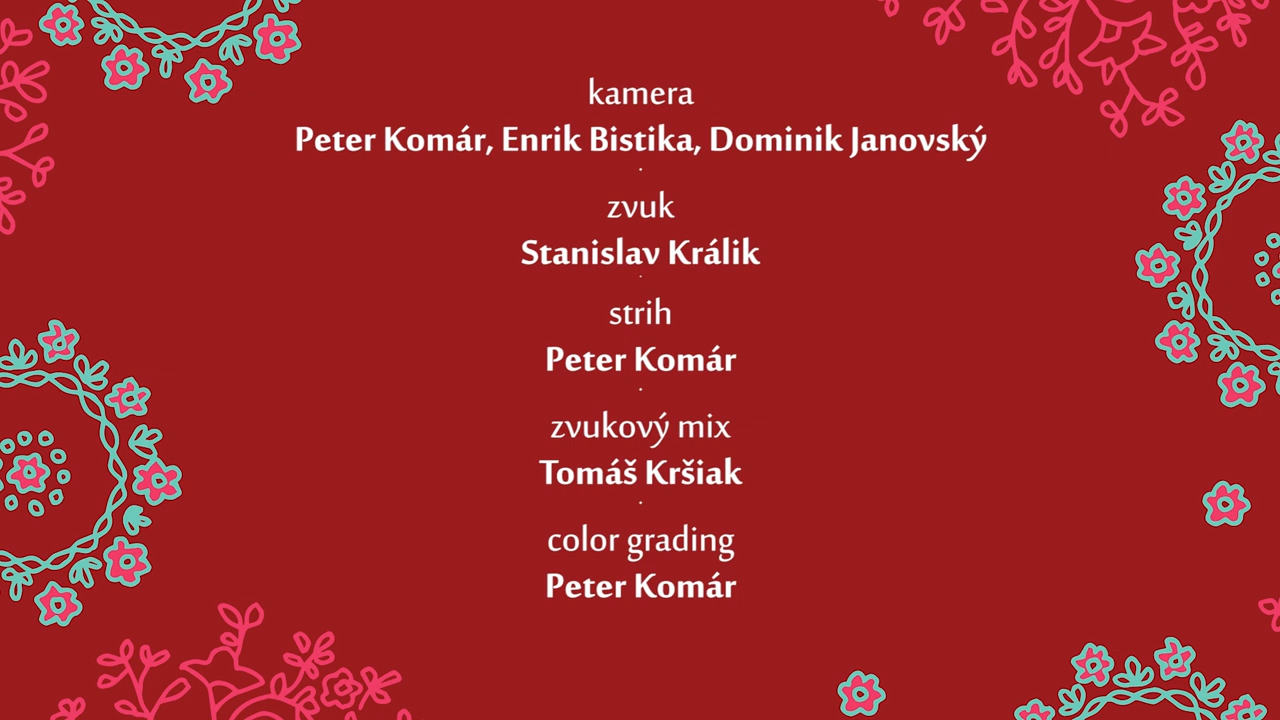 kamera
Peter Komár, Enrik Bistika, Dominik Janovský
zvuk
Stanislav Králik
strih
Peter Komár
zvukový mix
Tomáš Kršiak
color grading
Peter Komár